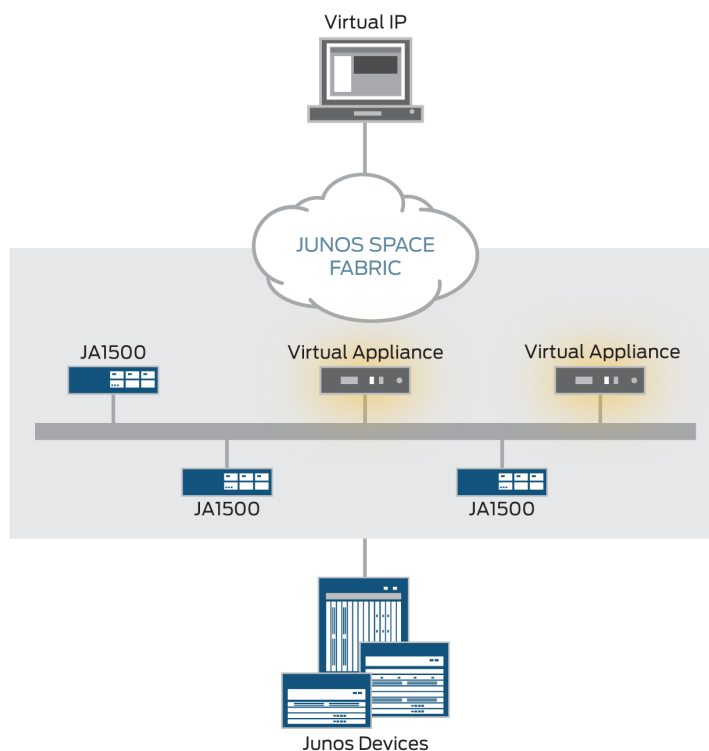 Virtual IP
JUNOS SPACE
FABRIC
JA1500
Virtual Appliance
Virtual Appliance
JA1500
JA1500
Junos Devices